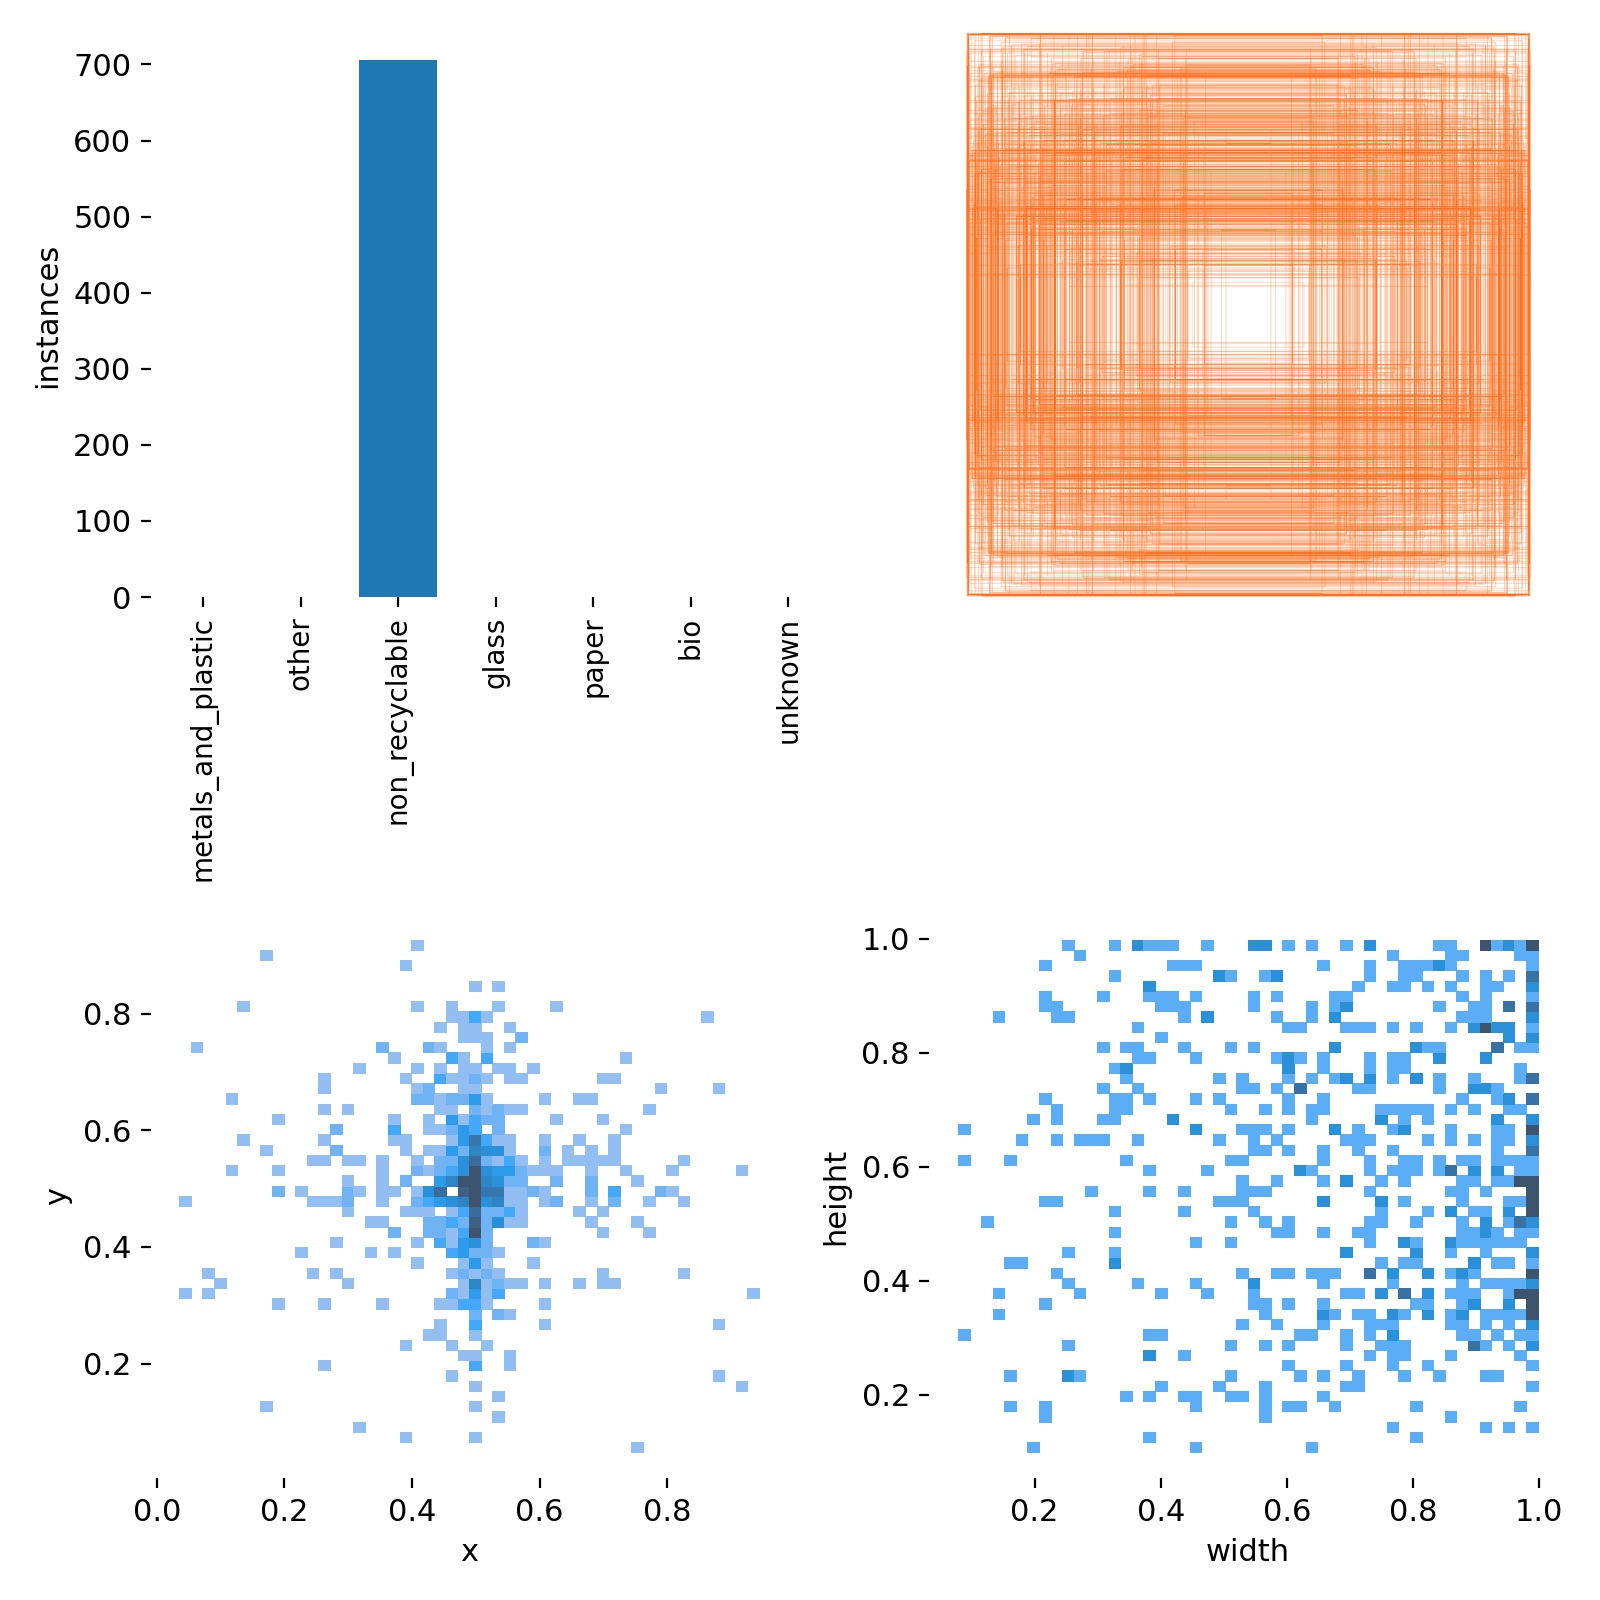 700
600
500
400
300
200
100
0
instances
metals_and_plastic
other
non_recyclable
glass
paper
bio
unknown
0.8
0.6
0.4
0.2
y
0.0 0.2 0.4 0.6 0.8
x
1.0
0.8
0.6
0.4
0.2
height
0.2 0.4 0.6 0.8 1.0
width